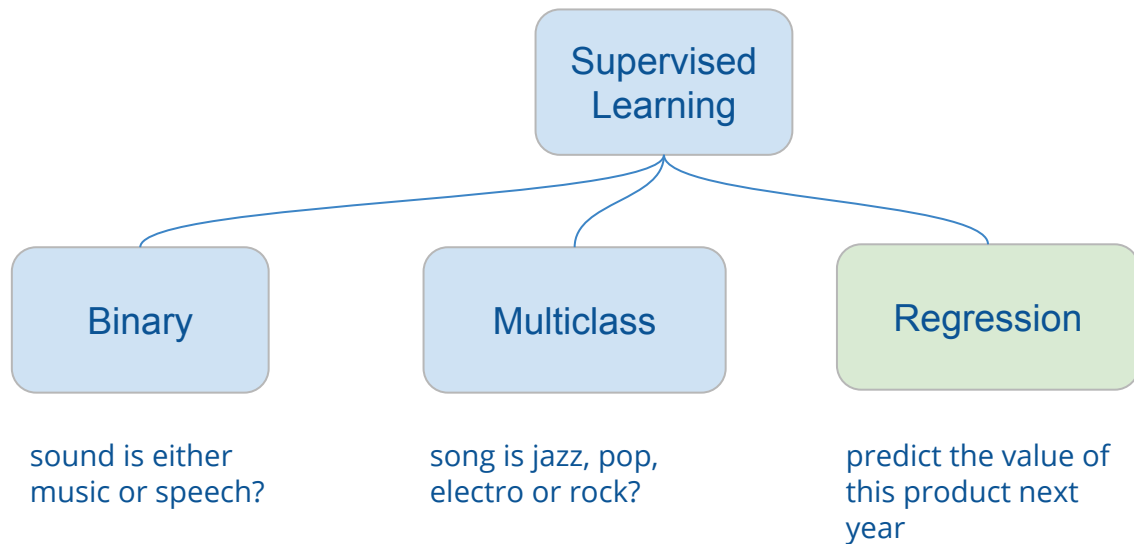 Supervised
Learning
Binary
Multiclass
Regression
sound is either
music or speech?
song is jazz, pop,
electro or rock?
predict the value of
this product next
year